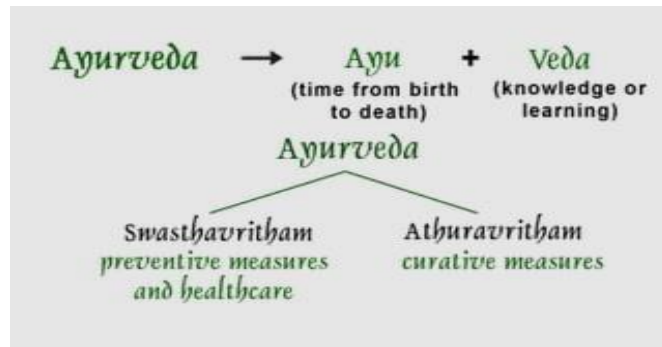 Ayurveda → Ayu + Veda
(time from birth to death) (knowledge or learning)
Ayurveda
Swasthavritham Athuravritham
preventive measures curative measures
and healthcare